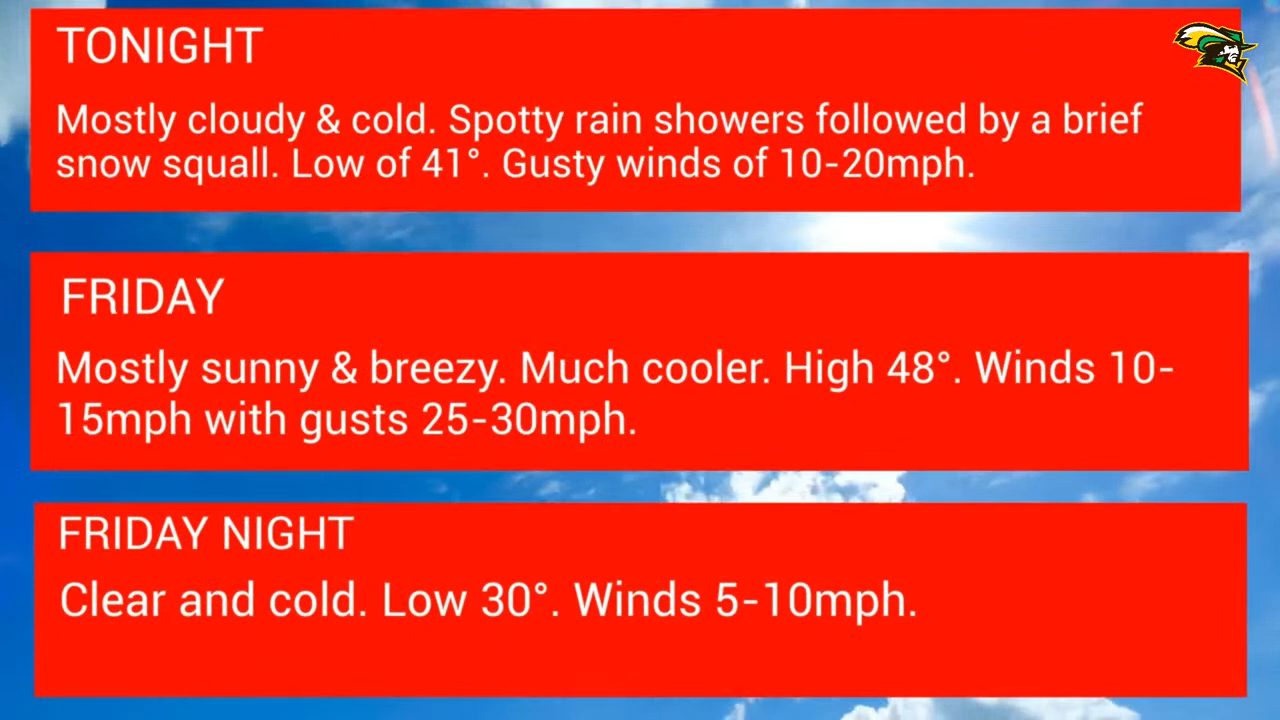 TONIGHT
Mostly cloudy & cold. Spotty rain showers followed by a brief
snow squall. Low of 41°. Gusty winds of 10-20mph.
FRIDAY
Mostly sunny & breezy. Much cooler. High 48°. Winds 10-
15mph with gusts 25-30mph.
FRIDAY NIGHT
Clear and cold. Low 30°. Winds 5-10mph.